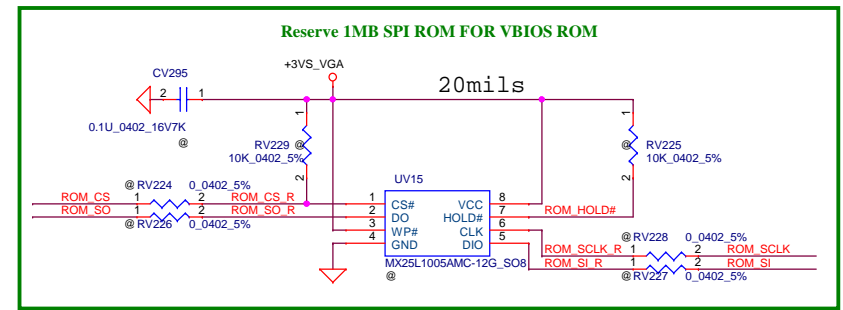 Reserve 1MB SPI ROM FOR VBIOS ROM
+3VS_VGA
CV295
2 1
0.1U_0402_16V7K
@
20mils
1
RV229 @
10K_0402_5%
2
1
@ RV225
10K_0402_5%
2
UV15
@ RV224 0_0402_5%
ROM_CS 1 2 ROM_CS_R 1 CS# VCC 8
ROM_SO 1 2 ROM_SO_R 2 DO HOLD# 7 ROM_HOLD#
@ RV226 0_0402_5% 3 WP# CLK 6
4 GND DIO 5
MX25L1005AMC-12G_SO8
@
@ RV228 0_0402_5%
ROM_SCLK_R 1 2 ROM_SCLK
ROM_SI_R 1 2 ROM_SI
@ RV227 0_0402_5%